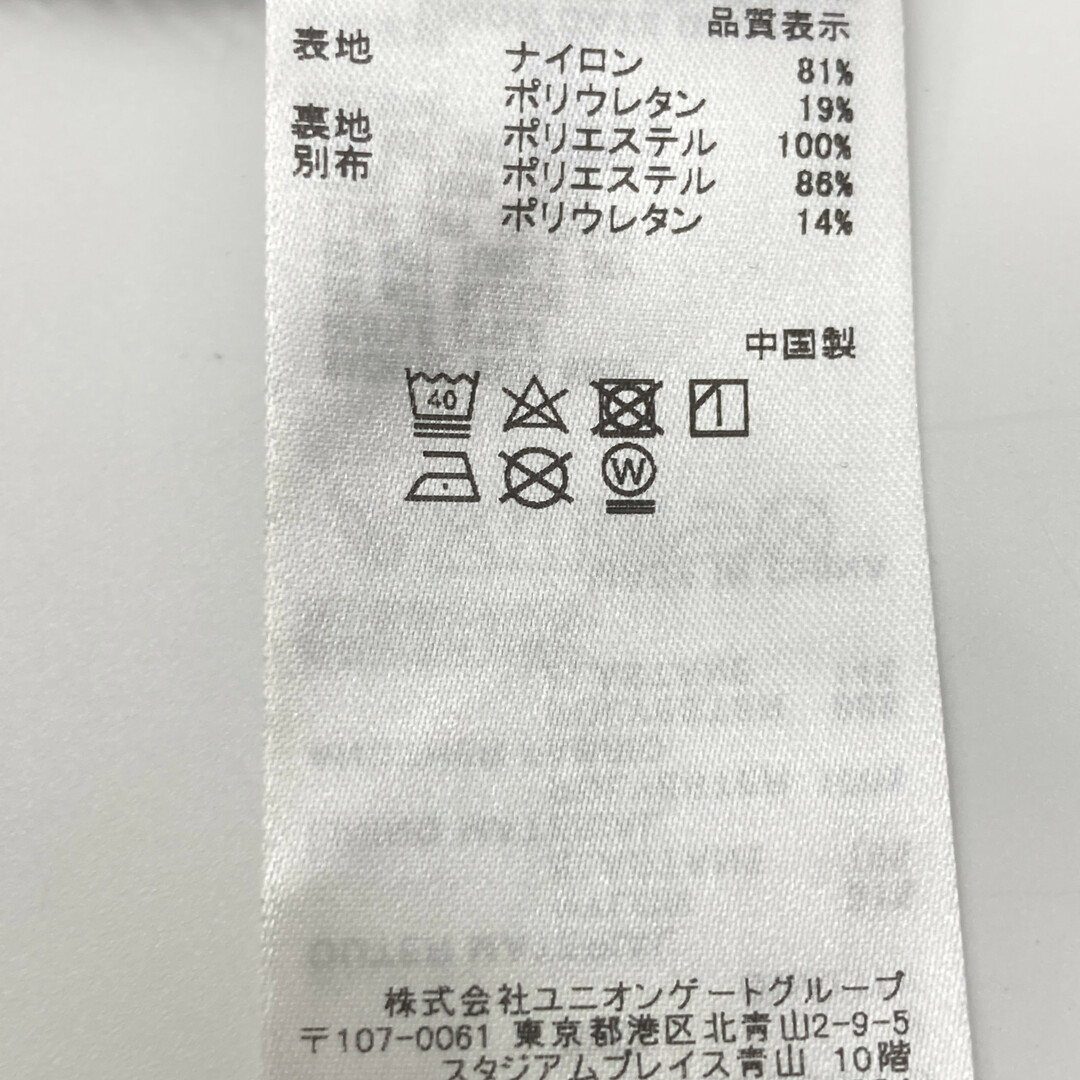 品質表示
表地 ナイロン 81%
ポリウレタン 19%
裏地 ポリエステル 100%
別布 ポリエステル 86%
ポリウレタン 14%
中国製
40
W
株式会社ユニオンゲートグループ
〒107-0061 東京都港区北青山2-9-5
スタジアムプレイス青山 10階